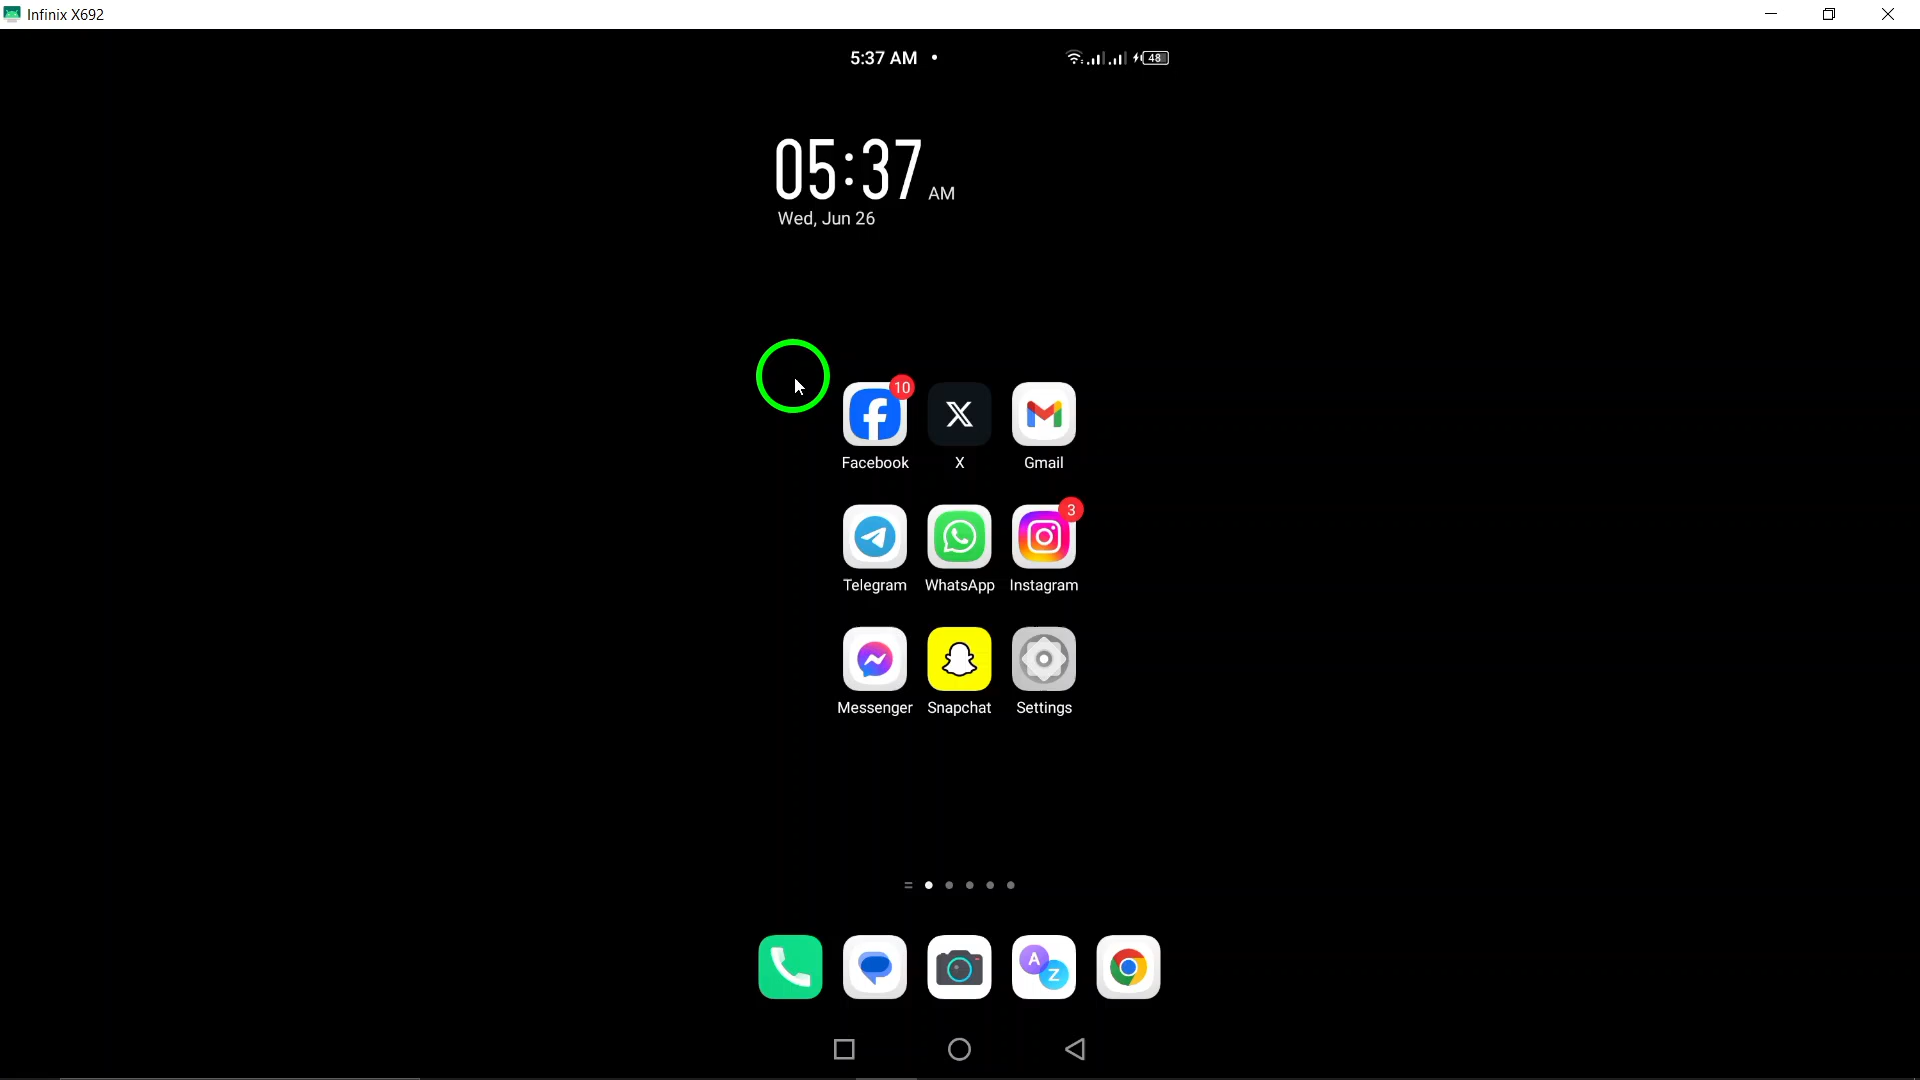 Infinix X692
5:37 AM
48
05:37 AM
Wed, Jun 26
10
Facebook X Gmail
3
Telegram WhatsApp Instagram
Messenger Snapchat Settings
A Z